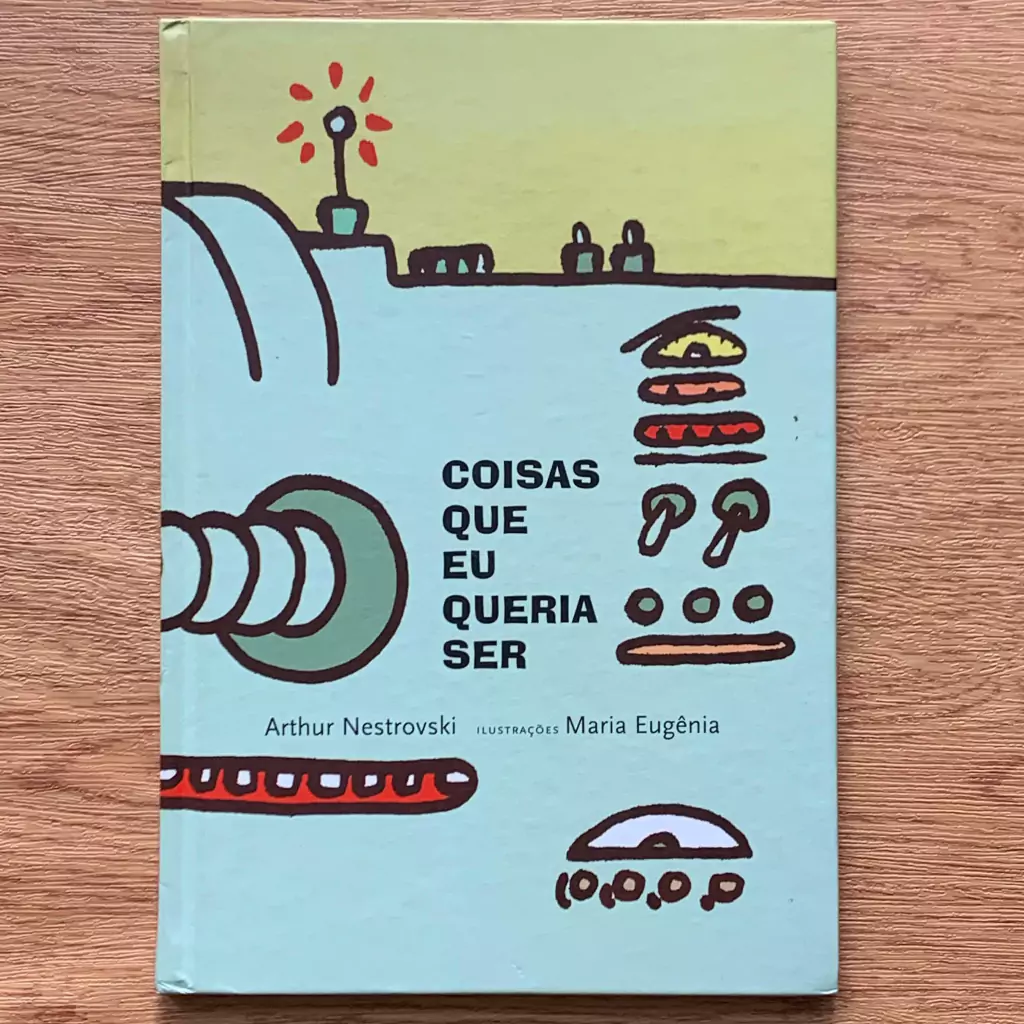 COISAS
QUE
EU
QUERIA
SER
Arthur Nestrovski ILUSTRAÇÕES Maria Eugênia